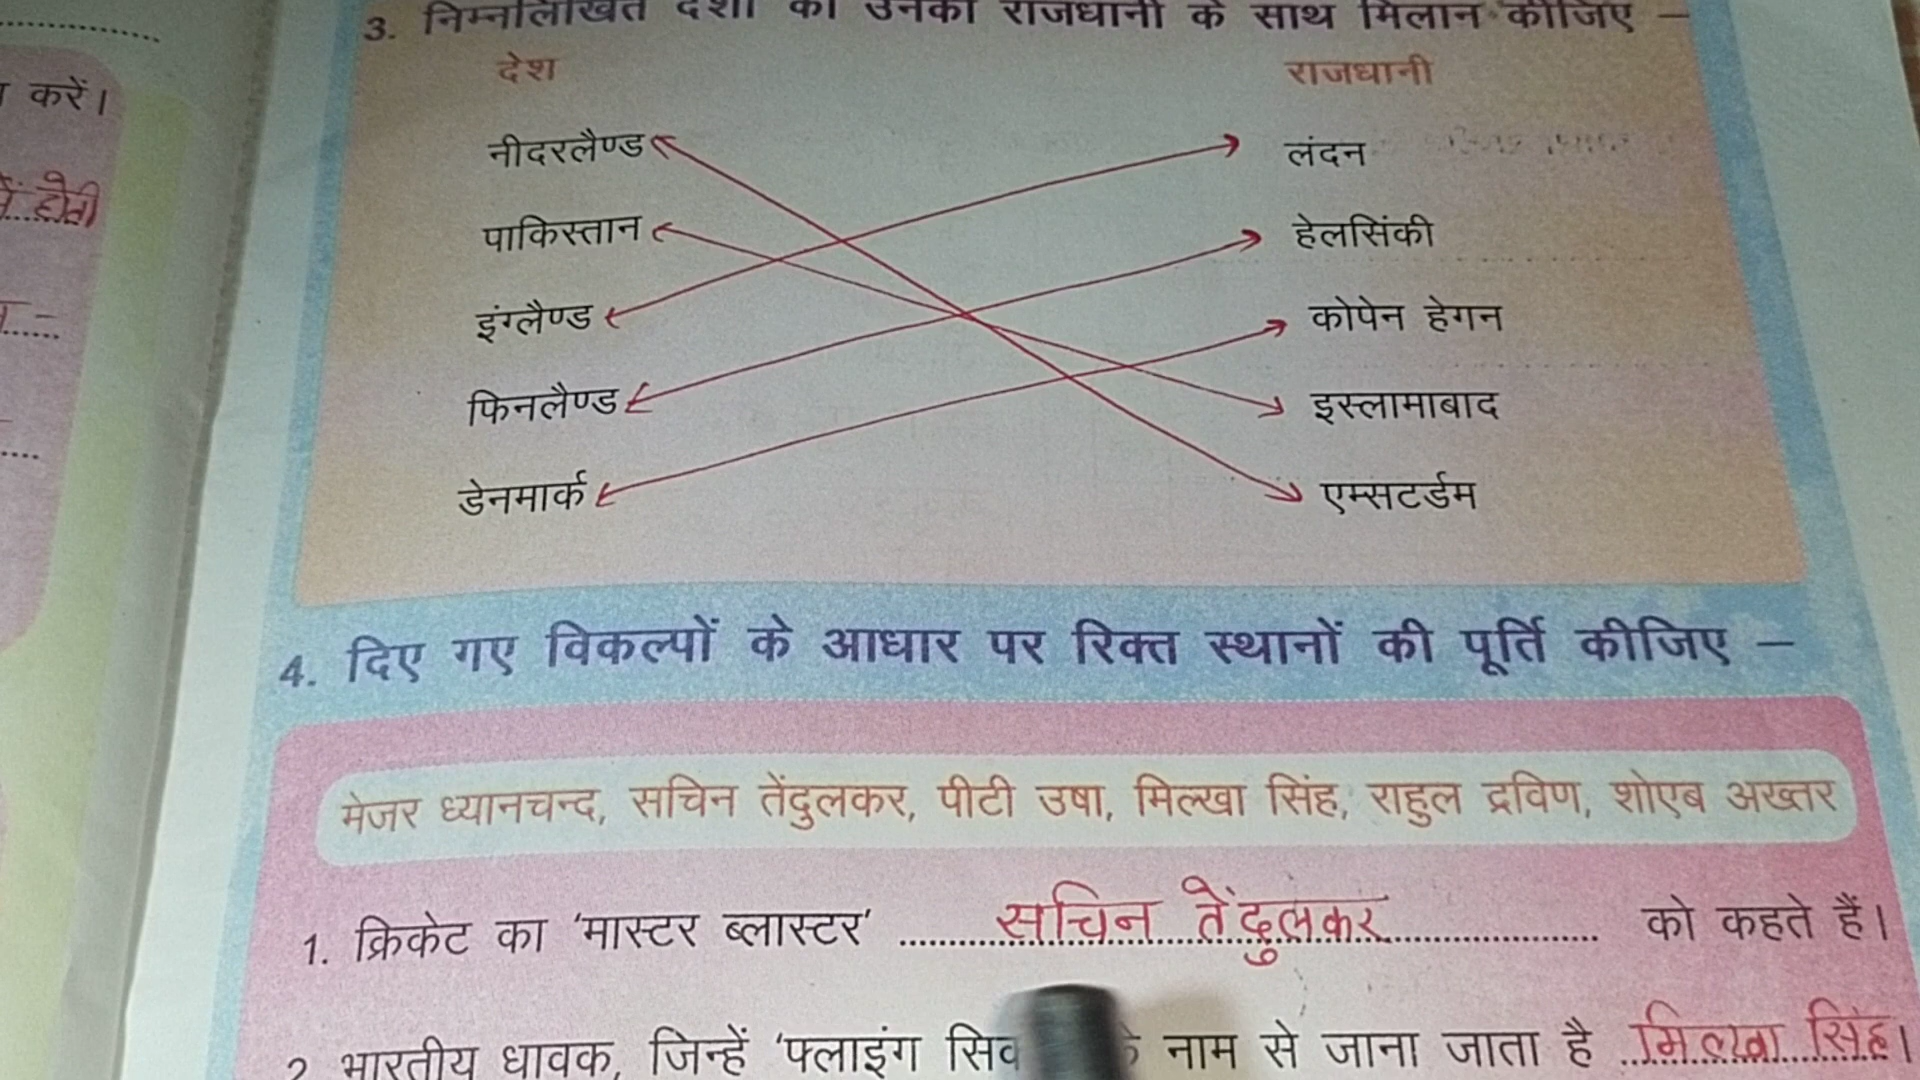 3. निम्नलिखित देशों को उनकी राजधानी के साथ मिलान कीजिए –
देश राजधानी
नीदरलैण्ड लंदन
पाकिस्तान हेलसिंकी
इंग्लैण्ड कोपेन हेगन
फिनलैण्ड इस्लामाबाद
डेनमार्क एम्सटर्डम
4. दिए गए विकल्पों के आधार पर रिक्त स्थानों की पूर्ति कीजिए –
मेजर ध्यानचन्द, सचिन तेंदुलकर, पीटी उषा, मिल्खा सिंह, राहुल द्रविण, शोएब अख्तर
1. क्रिकेट का 'मास्टर ब्लास्टर' सचिन तेंदुलकर को कहते हैं।
2. भारतीय धावक, जिन्हें 'फ्लाइंग नाम से जाना जाता है मिल्खा सिंह।
करें।
में होती